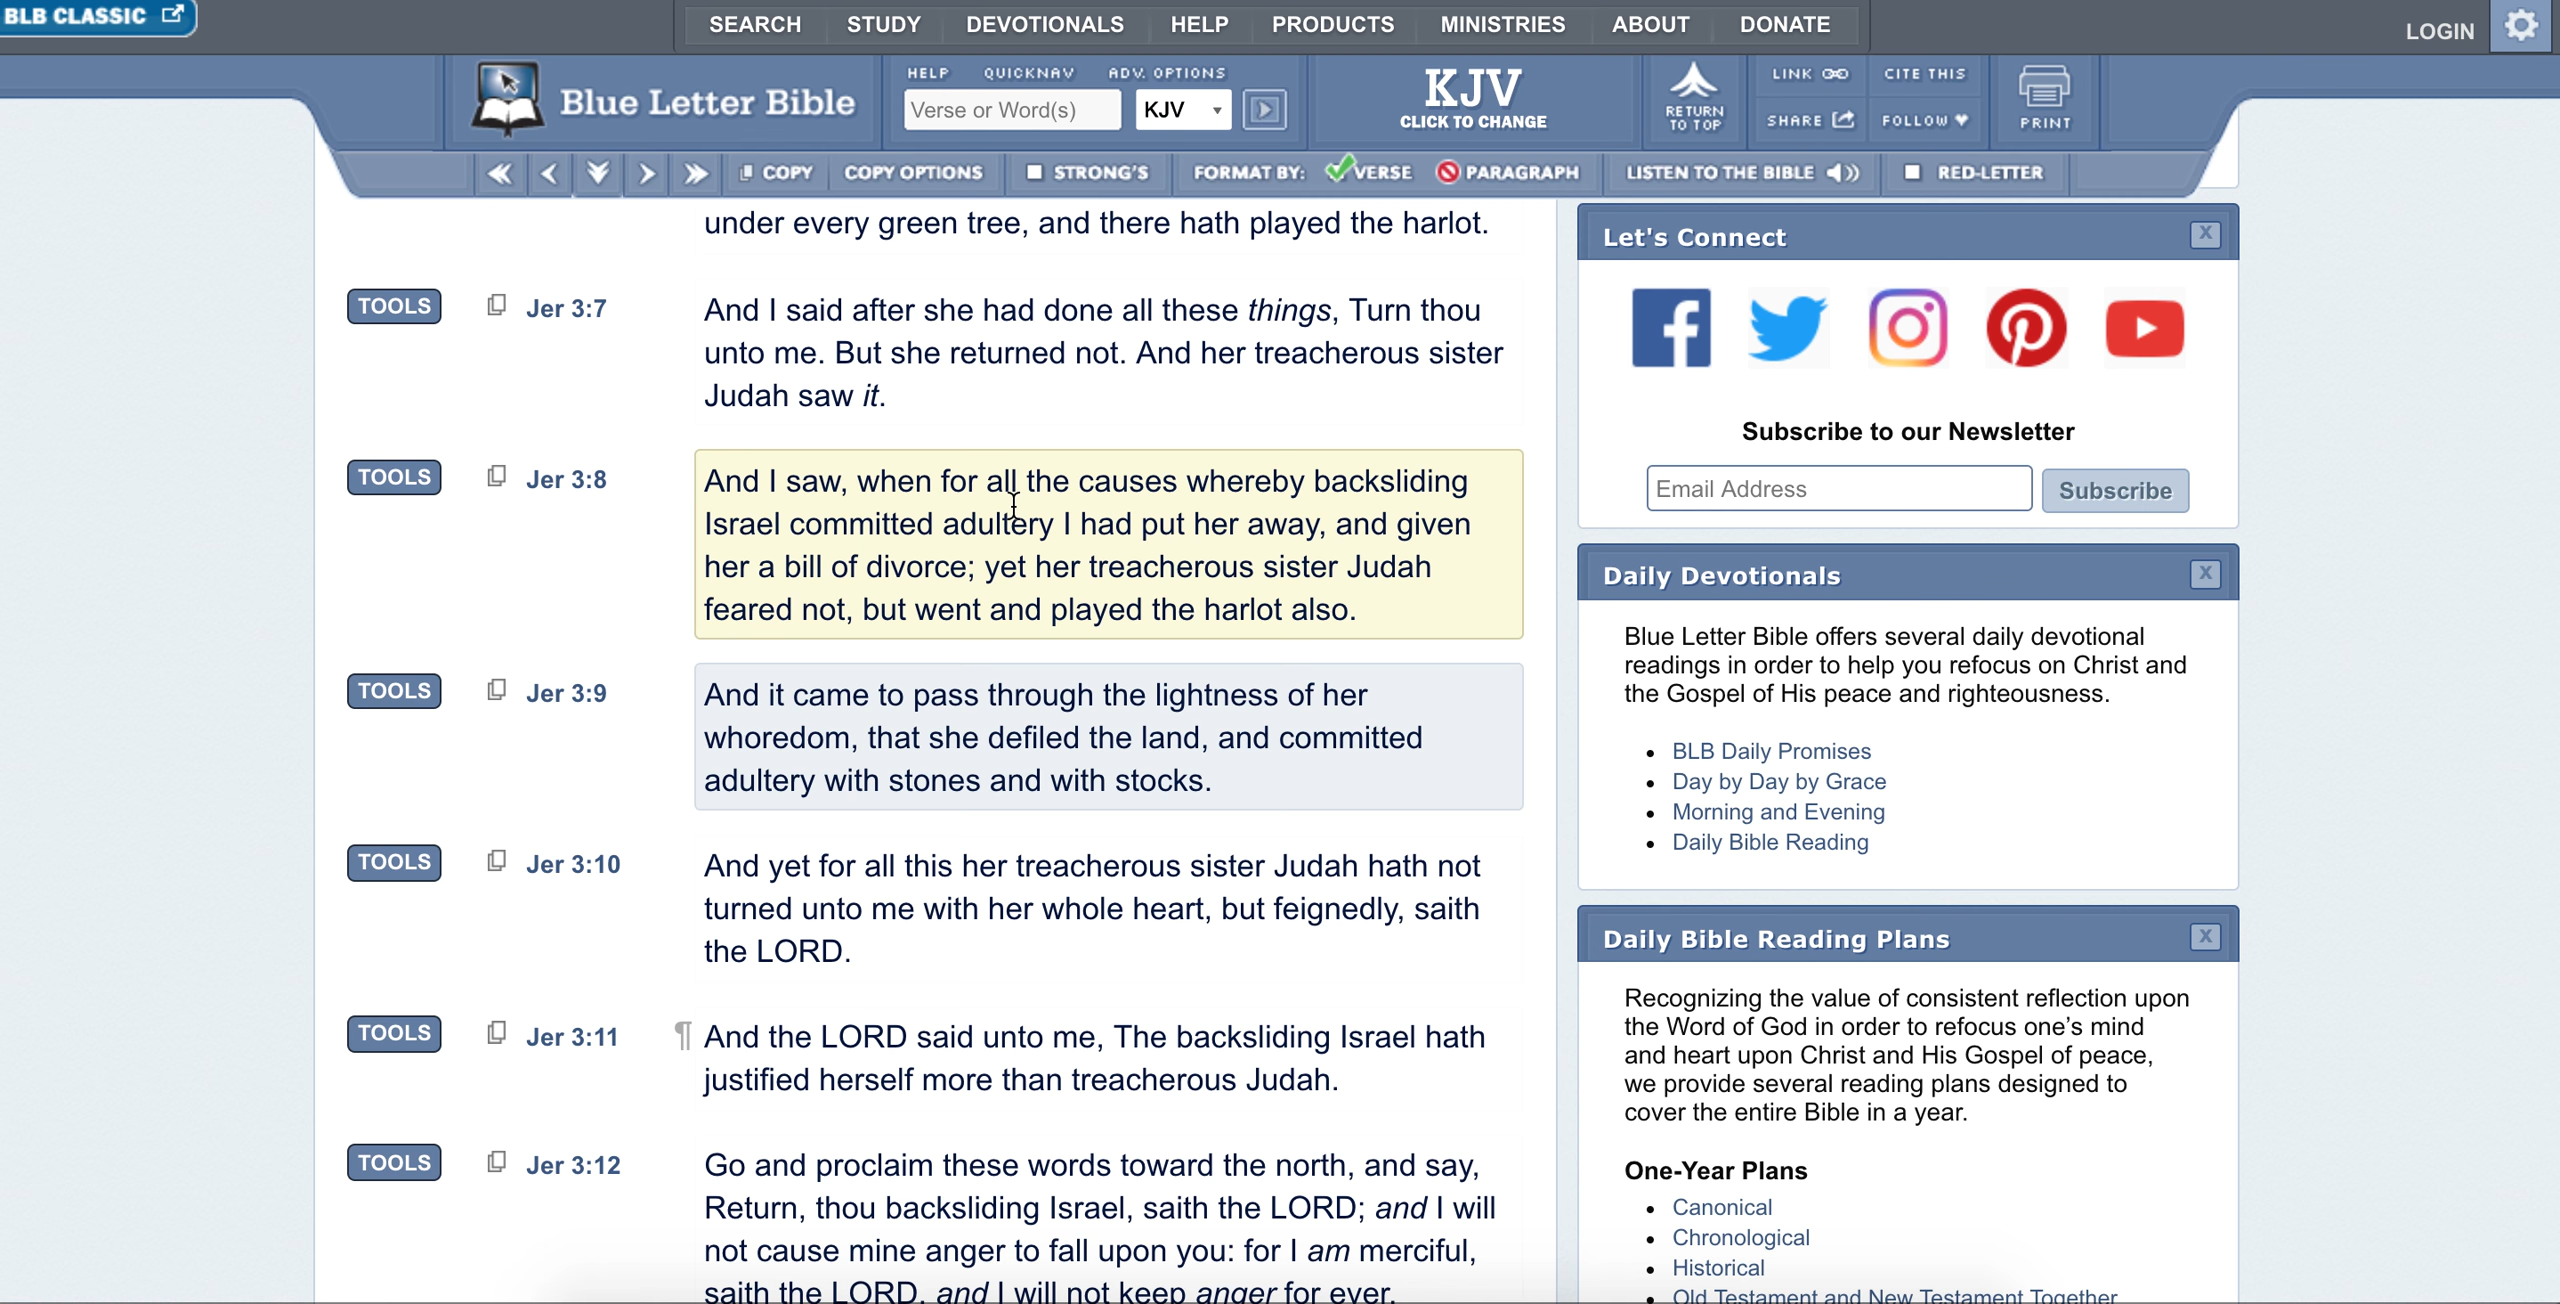 BLB CLASSIC
SEARCH STUDY DEVOTIONALS HELP PRODUCTS MINISTRIES ABOUT DONATE
LOGIN
Blue Letter Bible
HELP QUICKNAV ADV. OPTIONS
Verse or Word(s) KJV
KJV
CLICK TO CHANGE
RETURN
TO TOP
LINK CITE THIS
SHARE FOLLOW
PRINT
COPY COPY OPTIONS STRONG'S FORMAT BY: VERSE PARAGRAPH LISTEN TO THE BIBLE RED-LETTER
under every green tree, and there hath played the harlot.
TOOLS Jer 3:7 And I said after she had done all these things, Turn thou
unto me. But she returned not. And her treacherous sister
Judah saw it.
TOOLS Jer 3:8 And I saw, when for all the causes whereby backsliding
Israel committed adultery I had put her away, and given
her a bill of divorce; yet her treacherous sister Judah
feared not, but went and played the harlot also.
TOOLS Jer 3:9 And it came to pass through the lightness of her
whoredom, that she defiled the land, and committed
adultery with stones and with stocks.
TOOLS Jer 3:10 And yet for all this her treacherous sister Judah hath not
turned unto me with her whole heart, but feignedly, saith
the LORD.
TOOLS Jer 3:11 ¶ And the LORD said unto me, The backsliding Israel hath
justified herself more than treacherous Judah.
TOOLS Jer 3:12 Go and proclaim these words toward the north, and say,
Return, thou backsliding Israel, saith the LORD; and I will
not cause mine anger to fall upon you: for I am merciful,
saith the LORD, and I will not keep anger for ever.
Let's Connect X
Subscribe to our Newsletter
Email Address Subscribe
Daily Devotionals X
Blue Letter Bible offers several daily devotional
readings in order to help you refocus on Christ and
the Gospel of His peace and righteousness.
• BLB Daily Promises
• Day by Day by Grace
• Morning and Evening
• Daily Bible Reading
Daily Bible Reading Plans X
Recognizing the value of consistent reflection upon
the Word of God in order to refocus one’s mind
and heart upon Christ and His Gospel of peace,
we provide several reading plans designed to
cover the entire Bible in a year.
One-Year Plans
• Canonical
• Chronological
• Historical
• Old Testament and New Testament Together